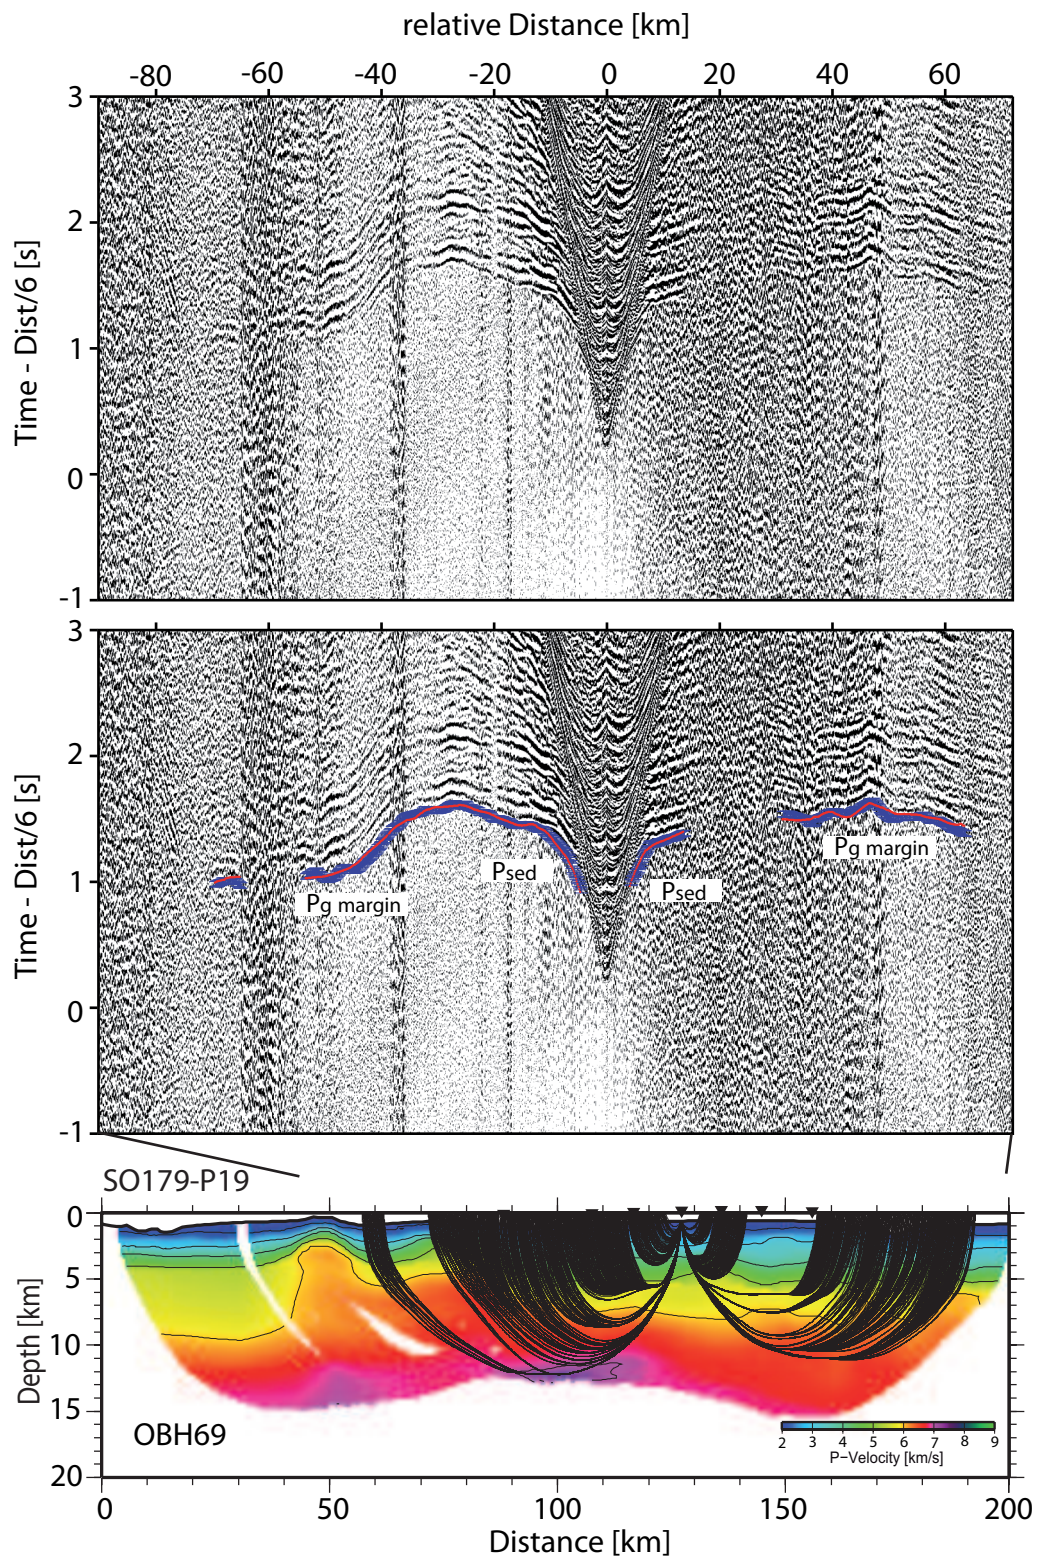 relative Distance [km]
-80 -60 -40 -20 0 20 40 60
3
2
1
0
-1
Time - Dist/6 [s]
3
2
1
0
-1
Time - Dist/6 [s]
Pg margin
Psed
Psed
Pg margin
SO179-P19
0
5
10
15
20
Depth [km]
OBH69
2 3 4 5 6 7 8 9
P-Velocity [km/s]
0 50 100 150 200
Distance [km]